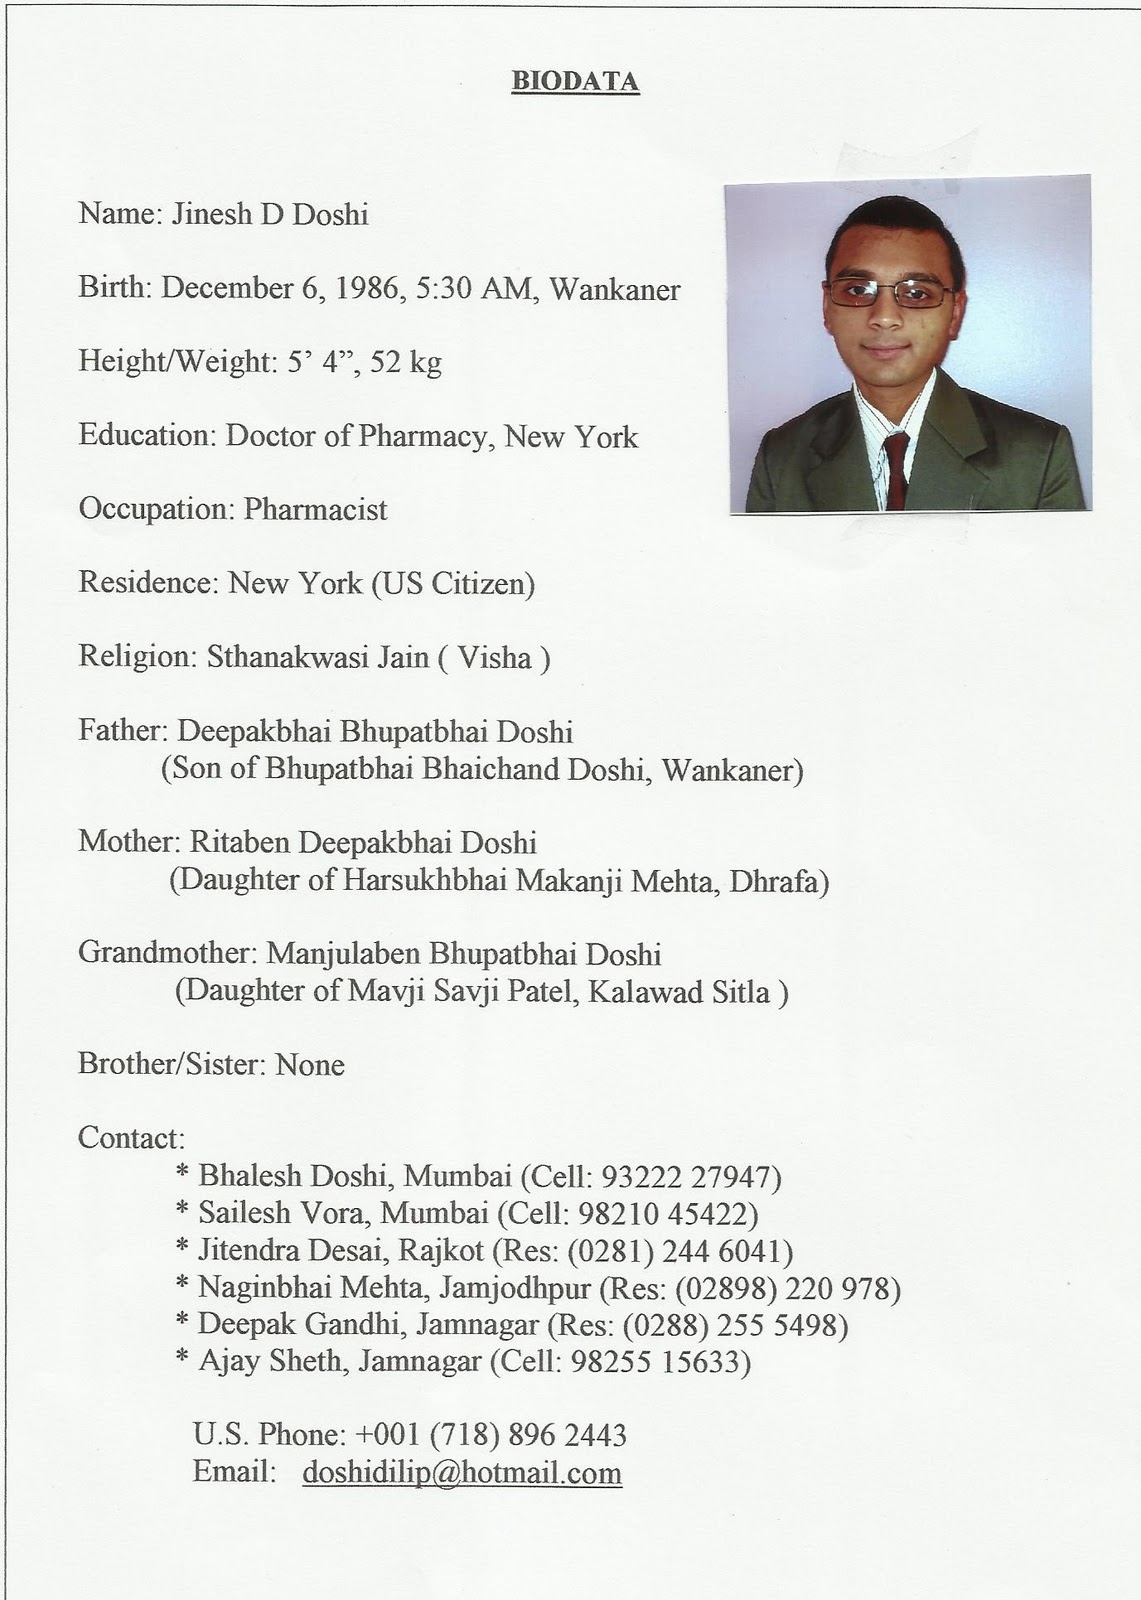 BIODATA
Name: Jinesh D Doshi
Birth: December 6, 1986, 5:30 AM, Wankaner
Height/Weight: 5’ 4”, 52 kg
Education: Doctor of Pharmacy, New York
Occupation: Pharmacist
Residence: New York (US Citizen)
Religion: Sthanakwasi Jain ( Visha )
Father: Deepakbhai Bhupatbhai Doshi
(Son of Bhupatbhai Bhaichand Doshi, Wankaner)
Mother: Ritaben Deepakbhai Doshi
(Daughter of Harsukhbhai Makanji Mehta, Dhrafa)
Grandmother: Manjulaben Bhupatbhai Doshi
(Daughter of Mavji Savji Patel, Kalawad Sitla )
Brother/Sister: None
Contact:
* Bhalesh Doshi, Mumbai (Cell: 93222 27947)
* Sailesh Vora, Mumbai (Cell: 98210 45422)
* Jitendra Desai, Rajkot (Res: (0281) 244 6041)
* Naginbhai Mehta, Jamjodhpur (Res: (02898) 220 978)
* Deepak Gandhi, Jamnagar (Res: (0288) 255 5498)
* Ajay Sheth, Jamnagar (Cell: 98255 15633)
U.S. Phone: +001 (718) 896 2443
Email: doshidilip@hotmail.com